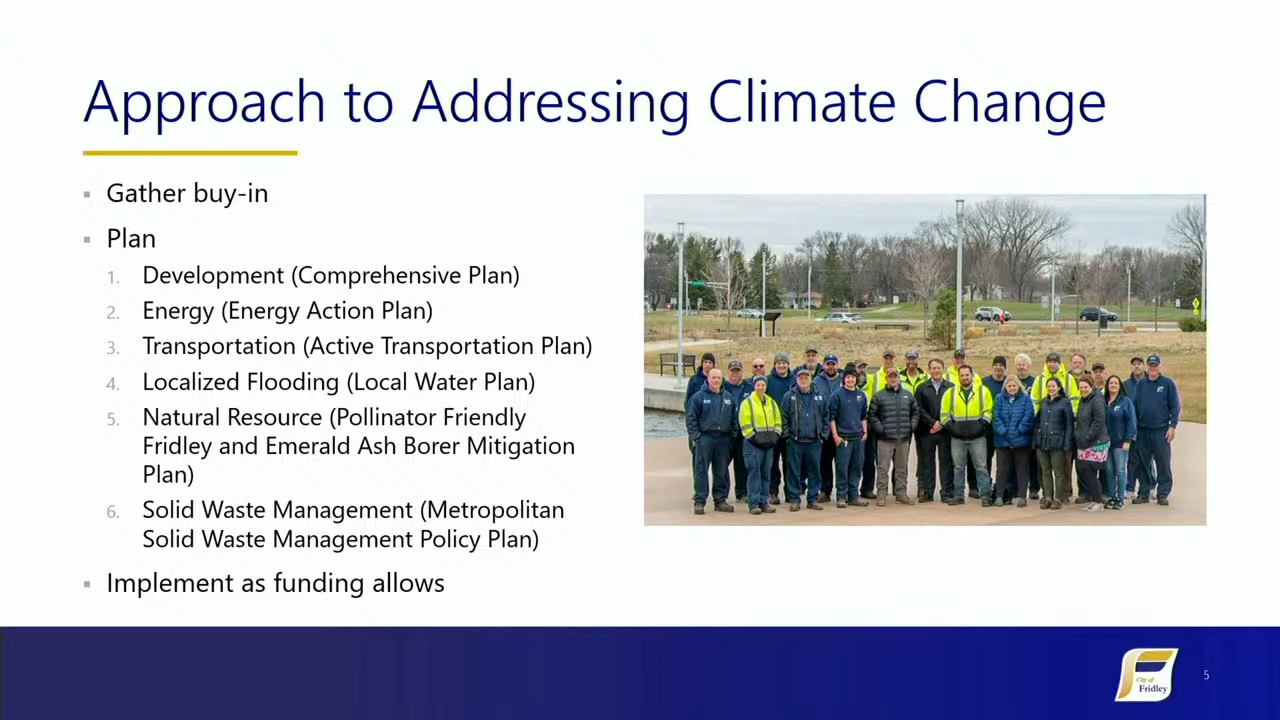 Approach to Addressing Climate Change
▪ Gather buy-in
▪ Plan
1. Development (Comprehensive Plan)
2. Energy (Energy Action Plan)
3. Transportation (Active Transportation Plan)
4. Localized Flooding (Local Water Plan)
5. Natural Resource (Pollinator Friendly
Fridley and Emerald Ash Borer Mitigation
Plan)
6. Solid Waste Management (Metropolitan
Solid Waste Management Policy Plan)
▪ Implement as funding allows
City of
Fridley
5